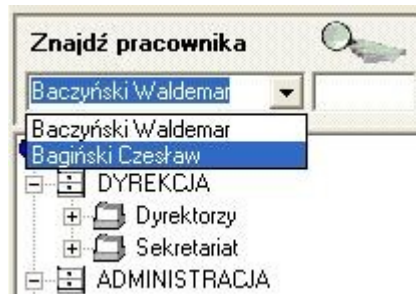 Znajdź pracownika
Baczyński Waldemar
Baczyński Waldemar
Bagiński Czesław
DYREKCJA
Dyrektorzy
Sekretariat
ADMINISTRACJA